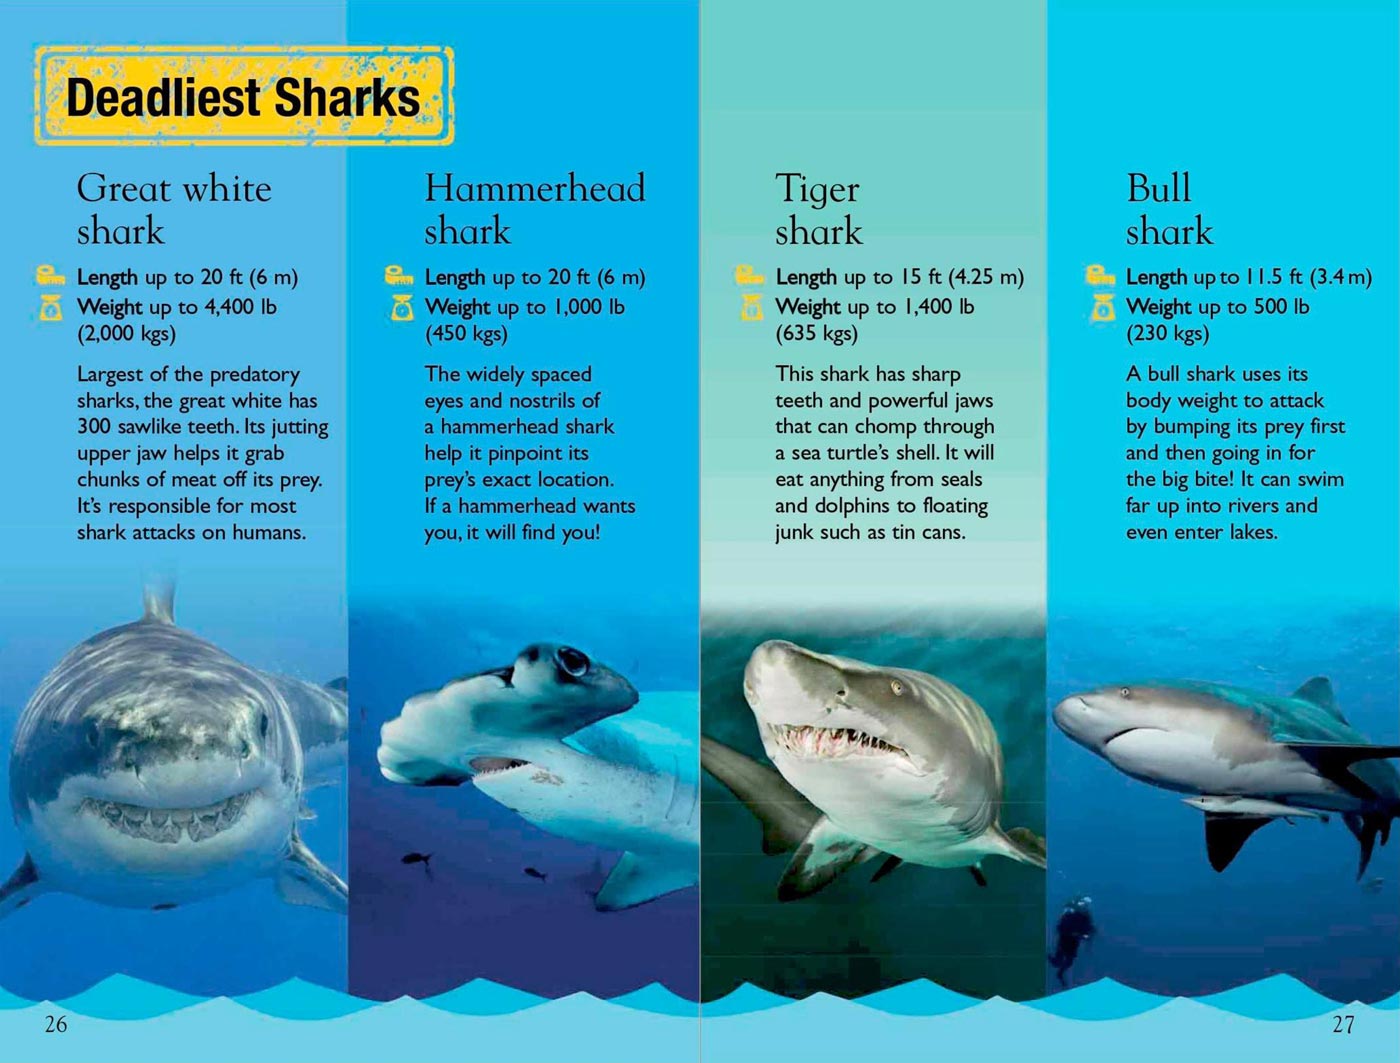 Deadliest Sharks
Great white
shark
Length up to 20 ft (6 m)
Weight up to 4,400 lb
(2,000 kgs)
Largest of the predatory
sharks, the great white has
300 sawlike teeth. Its jutting
upper jaw helps it grab
chunks of meat off its prey.
It's responsible for most
shark attacks on humans.
Hammerhead
shark
Length up to 20 ft (6 m)
Weight up to 1,000 lb
(450 kgs)
The widely spaced
eyes and nostrils of
a hammerhead shark
help it pinpoint its
prey's exact location.
If a hammerhead wants
you, it will find you!
Tiger
shark
Length up to 15 ft (4.25 m)
Weight up to 1,400 lb
(635 kgs)
This shark has sharp
teeth and powerful jaws
that can chomp through
a sea turtle's shell. It will
eat anything from seals
and dolphins to floating
junk such as tin cans.
Bull
shark
Length up to 11.5 ft (3.4 m)
Weight up to 500 lb
(230 kgs)
A bull shark uses its
body weight to attack
by bumping its prey first
and then going in for
the big bite! It can swim
far up into rivers and
even enter lakes.
26
27